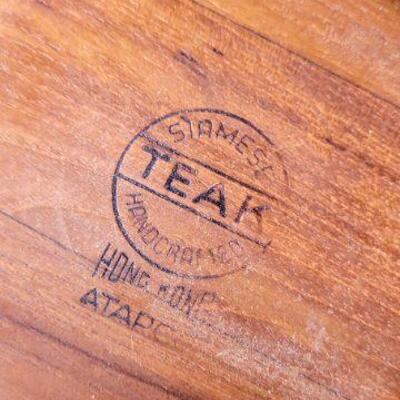 SIAMESE
TEAK
HANDCRAFTED
HONG KONG